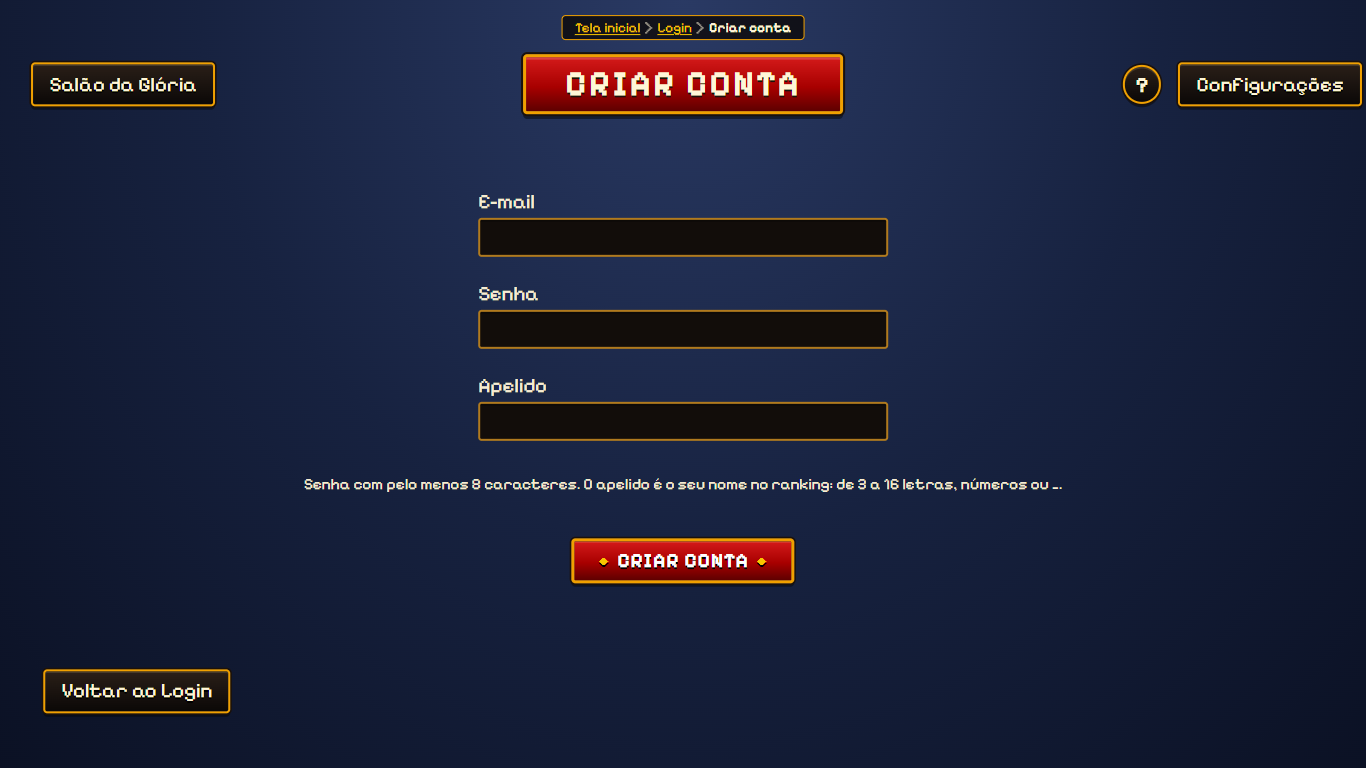 Tela inicial > Login > Criar conta
Salão da Glória
CRIAR CONTA
?
Configurações
E-mail
Senha
Apelido
Senha com pelo menos 8 caracteres. O apelido é o seu nome no ranking: de 3 a 16 letras, números ou _.
◆ CRIAR CONTA ◆
Voltar ao Login